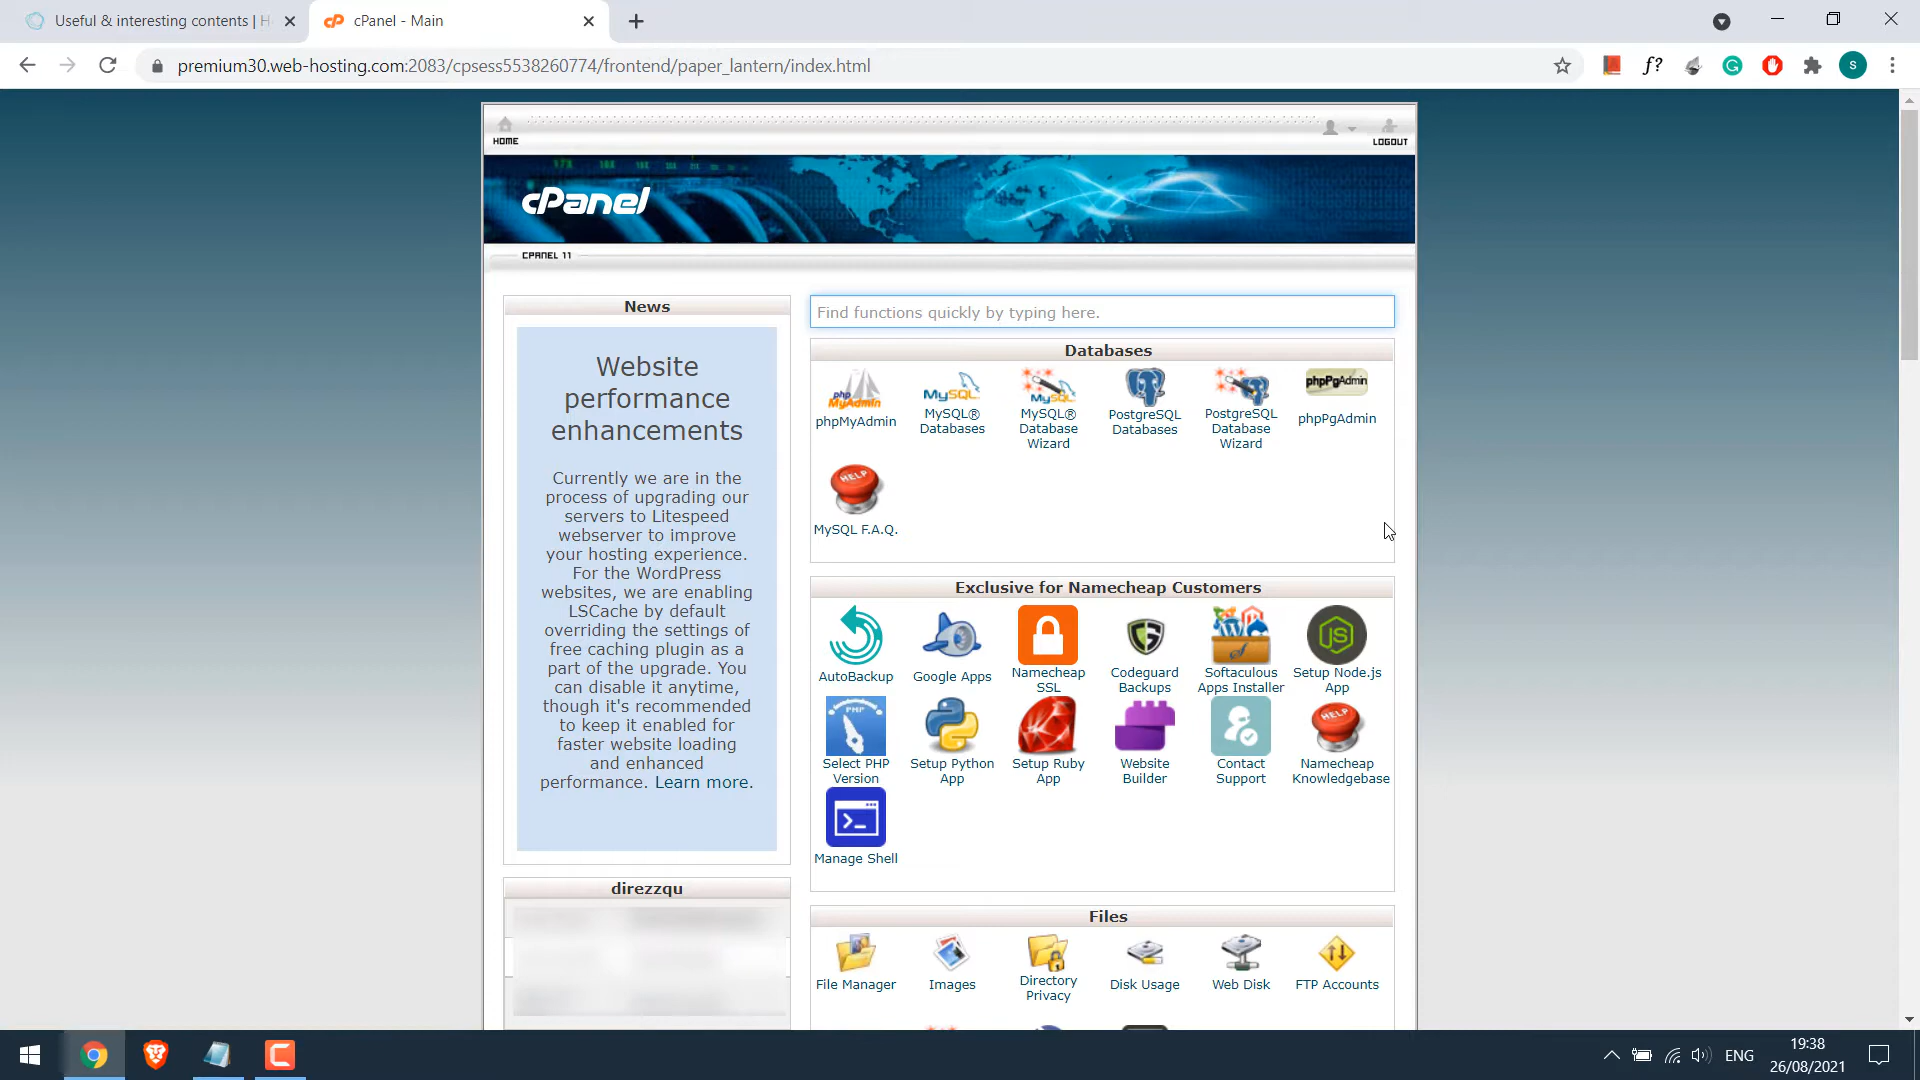 Useful & interesting contents | H
cPanel - Main
premium30.web-hosting.com:2083/cpsess5538260774/frontend/paper_lantern/index.html
f?
S
HOME
LOGOUT
cPanel
CPANEL 11
News
Website
performance
enhancements
Currently we are in the
process of upgrading our
servers to Litespeed
webserver to improve
your hosting experience.
For the WordPress
websites, we are enabling
LSCache by default
overriding the settings of
free caching plugin as a
part of the upgrade. You
can disable it anytime,
though it's recommended
to keep it enabled for
faster website loading
and enhanced
performance. Learn more.
direzzqu
Find functions quickly by typing here.
Databases
phpMyAdmin
MySQL® Databases
MySQL® Database Wizard
PostgreSQL Databases
PostgreSQL Database Wizard
phpPgAdmin
phpPgAdmin
HELP
MySQL F.A.Q.
Exclusive for Namecheap Customers
AutoBackup
Google Apps
Namecheap SSL
Codeguard Backups
Softaculous Apps Installer
Setup Node.js App
PHP
Select PHP Version
Setup Python App
Setup Ruby App
Website Builder
Contact Support
HELP
Namecheap Knowledgebase
Manage Shell
Files
File Manager
Images
Directory Privacy
Disk Usage
Web Disk
FTP Accounts
ENG
19:38
26/08/2021